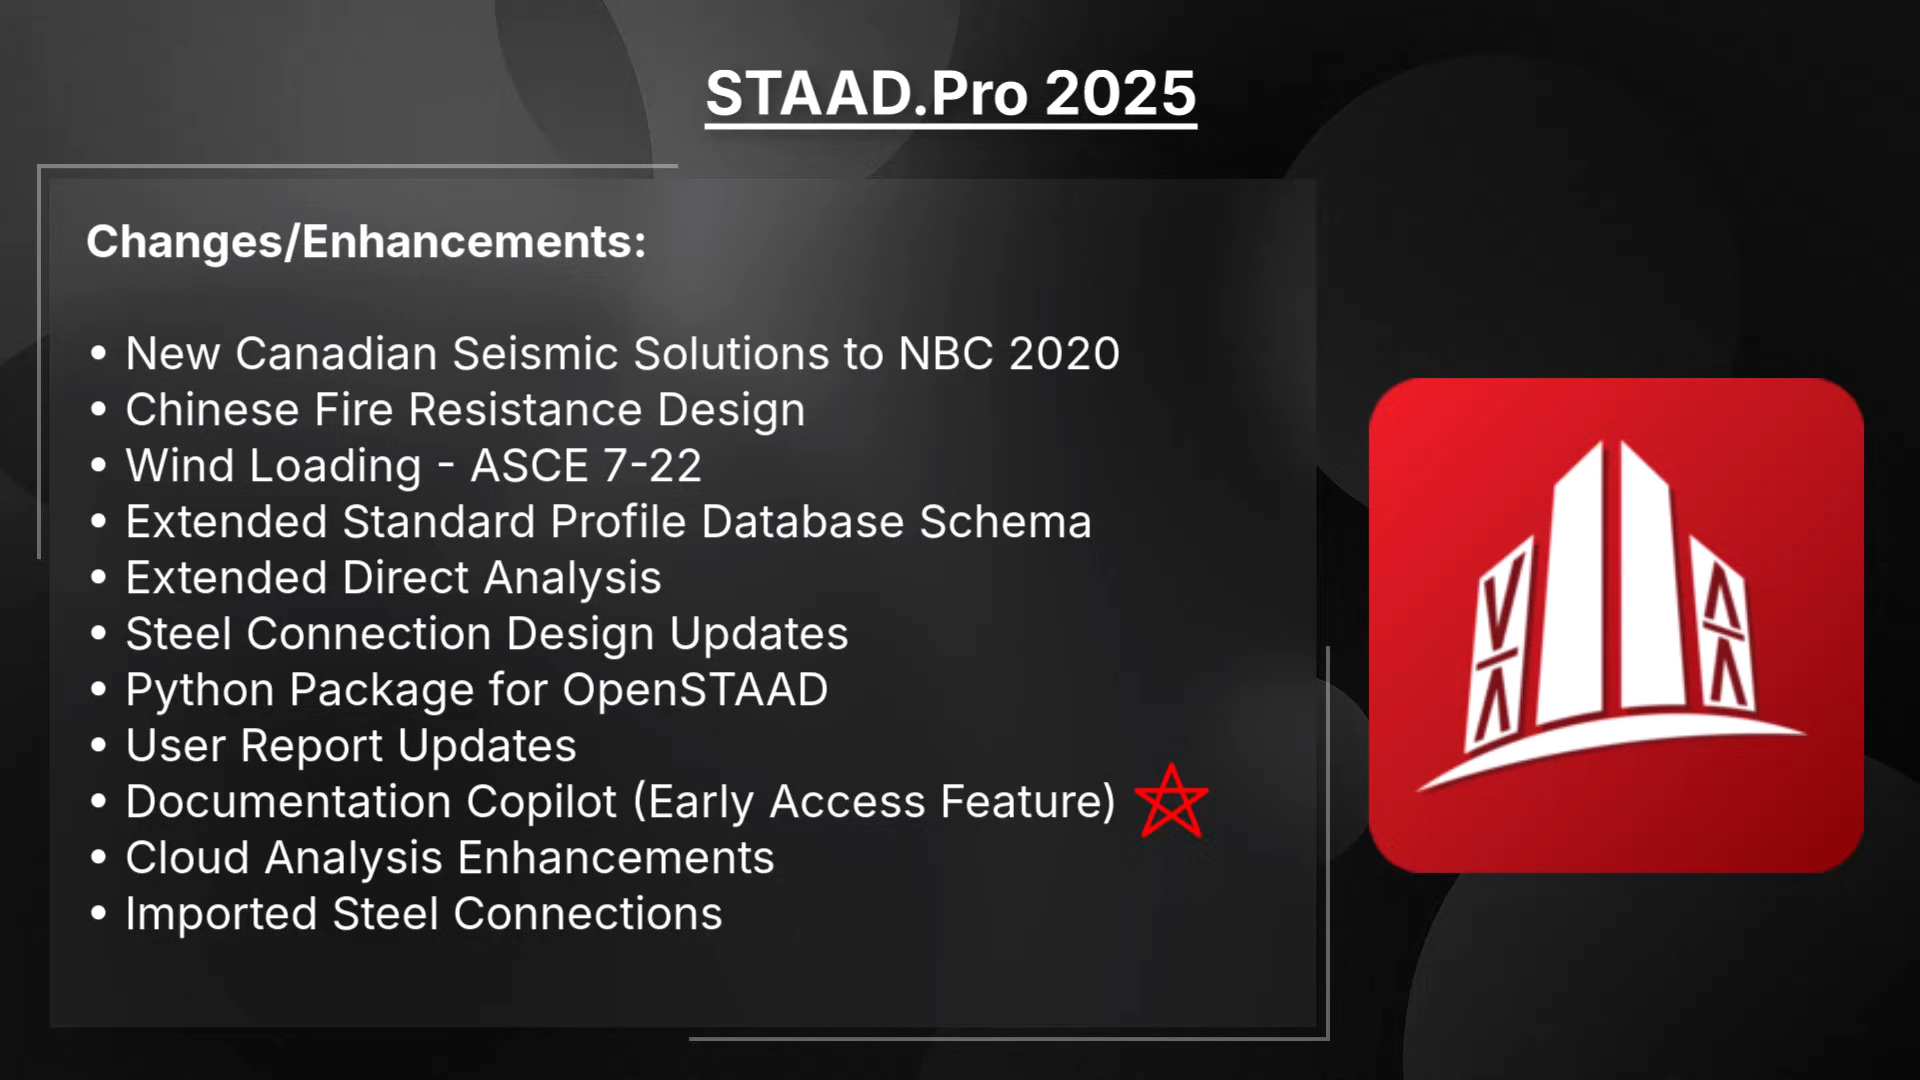 STAAD.Pro 2025
Changes/Enhancements:
• New Canadian Seismic Solutions to NBC 2020
• Chinese Fire Resistance Design
• Wind Loading - ASCE 7-22
• Extended Standard Profile Database Schema
• Extended Direct Analysis
• Steel Connection Design Updates
• Python Package for OpenSTAAD
• User Report Updates
• Documentation Copilot (Early Access Feature)
• Cloud Analysis Enhancements
• Imported Steel Connections